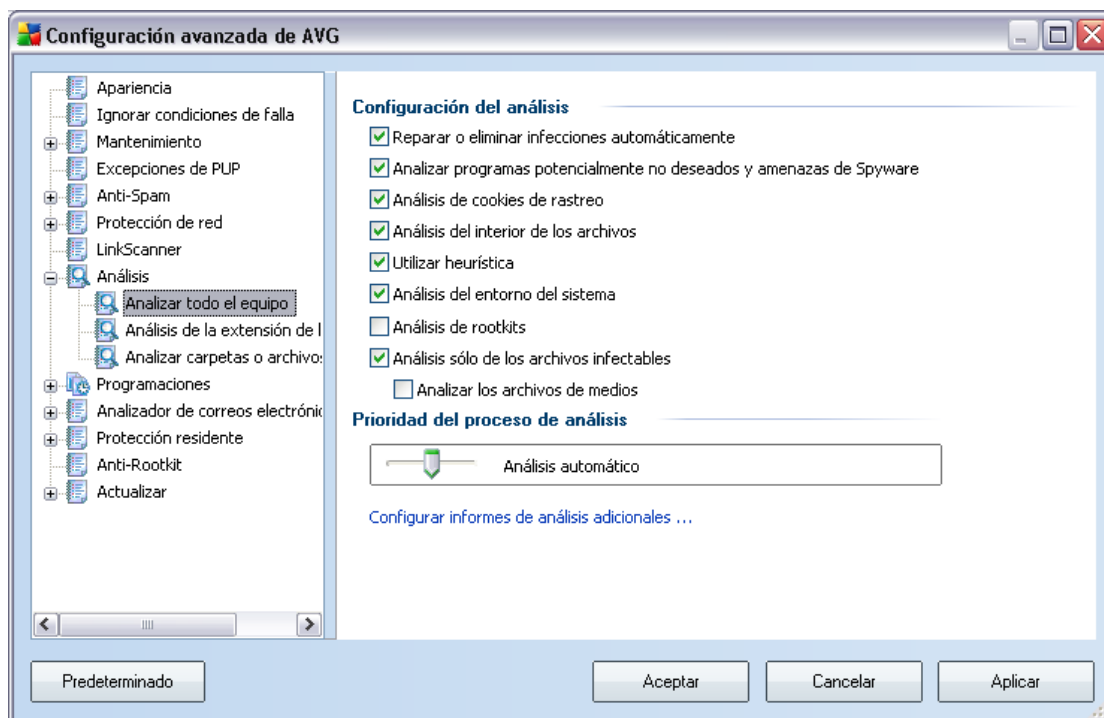 Configuración avanzada de AVG
Apariencia
Ignorar condiciones de falla
Mantenimiento
Excepciones de PUP
Anti-Spam
Protección de red
LinkScanner
Análisis
Analizar todo el equipo
Análisis de la extensión de l
Analizar carpetas o archivo
Programaciones
Analizador de correos electróni
Protección residente
Anti-Rootkit
Actualizar
Configuración del análisis
Reparar o eliminar infecciones automáticamente
Analizar programas potencialmente no deseados y amenazas de Spyware
Análisis de cookies de rastreo
Análisis del interior de los archivos
Utilizar heurística
Análisis del entorno del sistema
Análisis de rootkits
Análisis sólo de los archivos infectables
Analizar los archivos de medios
Prioridad del proceso de análisis
Análisis automático
Configurar informes de análisis adicionales ...
Predeterminado
Aceptar
Cancelar
Aplicar